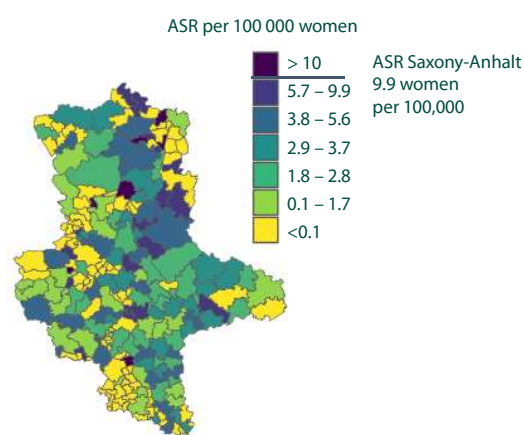 ASR per 100 000 women
> 10
5.7 – 9.9
3.8 – 5.6
2.9 – 3.7
1.8 – 2.8
0.1 – 1.7
<0.1
ASR Saxony-Anhalt
9.9 women
per 100,000